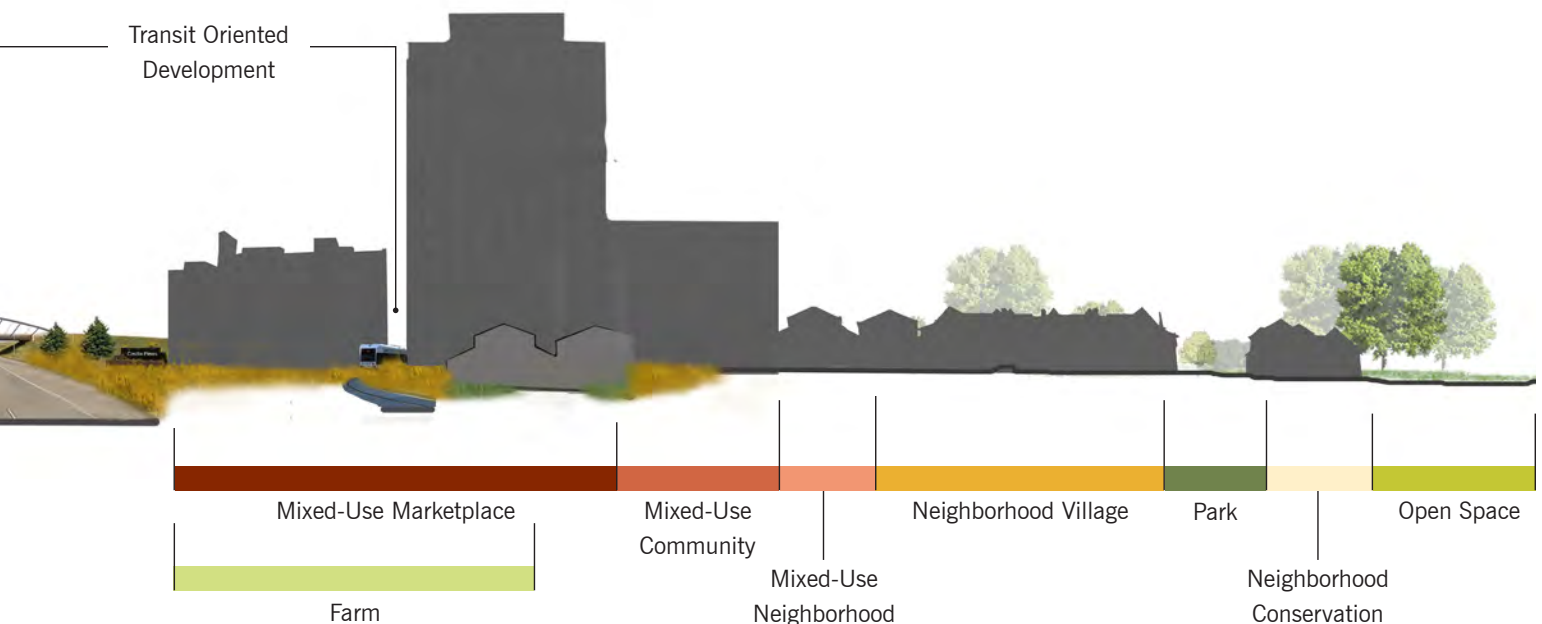 Transit Oriented
Development
Mixed-Use Marketplace
Mixed-Use
Community
Neighborhood Village
Park
Open Space
Mixed-Use
Neighborhood
Neighborhood
Conservation
Farm